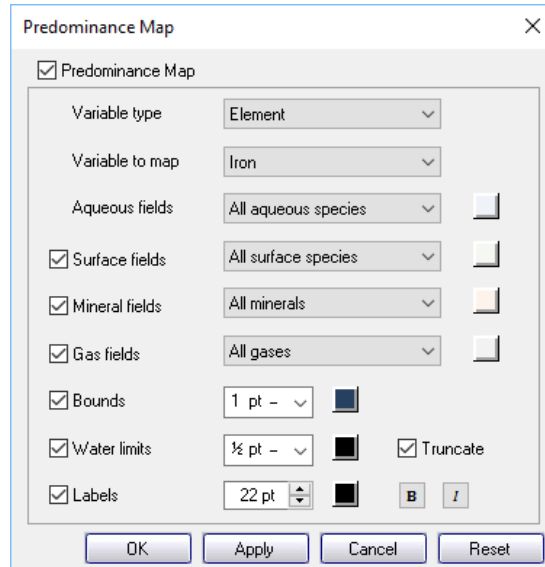 Predominance Map
Predominance Map
Variable type Element
Variable to map Iron
Aqueous fields All aqueous species
Surface fields All surface species
Mineral fields All minerals
Gas fields All gases
Bounds 1 pt –
Water limits ½ pt – Truncate
Labels 22 pt B I
OK Apply Cancel Reset